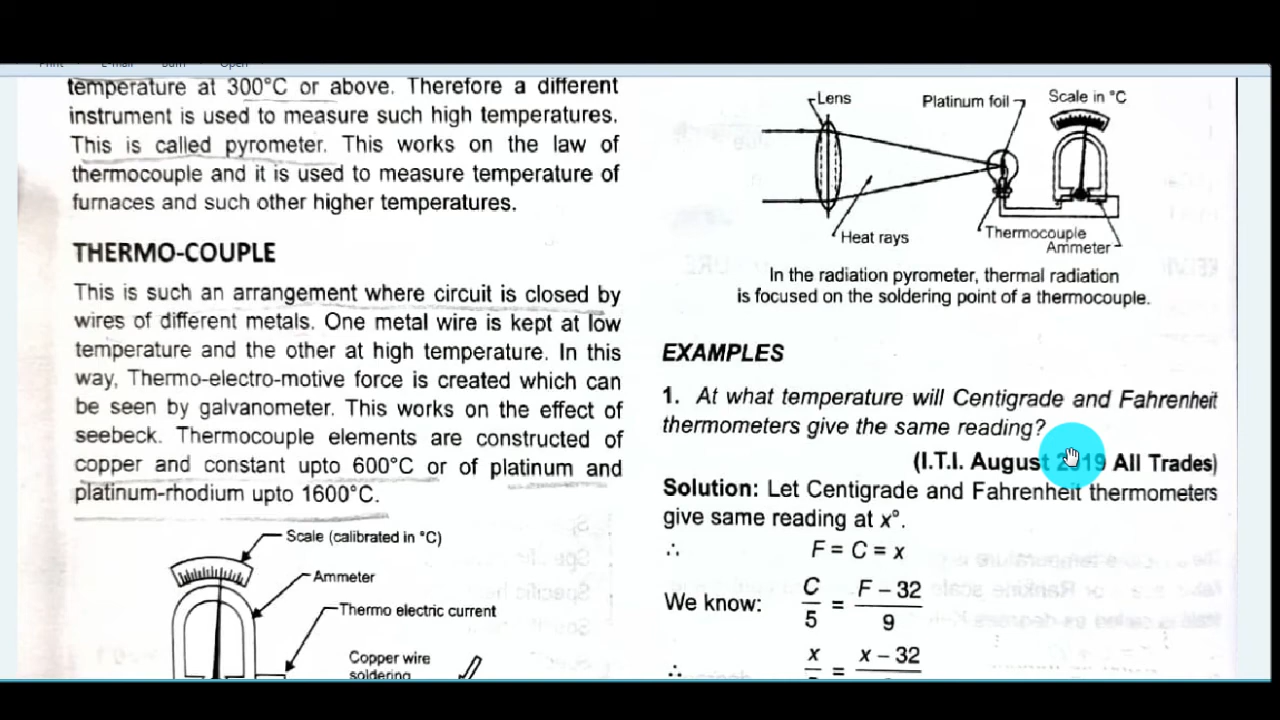 Print E-mail Burn Open
temperature at 300°C or above. Therefore a different
instrument is used to measure such high temperatures.
This is called pyrometer. This works on the law of
thermocouple and it is used to measure temperature of
furnaces and such other higher temperatures.
THERMO-COUPLE
This is such an arrangement where circuit is closed by
wires of different metals. One metal wire is kept at low
temperature and the other at high temperature. In this
way, Thermo-electro-motive force is created which can
be seen by galvanometer. This works on the effect of
seebeck. Thermocouple elements are constructed of
copper and constant upto 600°C or of platinum and
platinum-rhodium upto 1600°C.
Scale (calibrated in °C)
Ammeter
Thermo electric current
Copper wire
soldering
Lens
Platinum foil
Scale in °C
Heat rays
Thermocouple
Ammeter
In the radiation pyrometer, thermal radiation
is focused on the soldering point of a thermocouple.
EXAMPLES
1. At what temperature will Centigrade and Fahrenheit
thermometers give the same reading?
(I.T.I. August 2019 All Trades)
Solution: Let Centigrade and Fahrenheit thermometers
give same reading at x°.
∴ F = C = x
We know: C/5 = F – 32/9
∴ x = x – 32